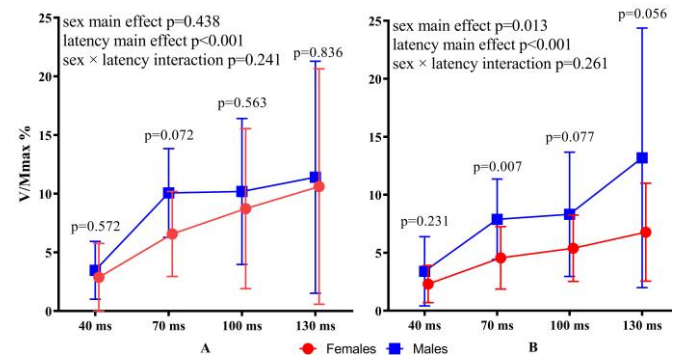 sex main effect p=0.438
latency main effect p<0.001
sex × latency interaction p=0.241
p=0.836
p=0.563
p=0.072
p=0.572
V/Mmax %
25
20
15
10
5
0
40 ms
70 ms
100 ms
130 ms
A
sex main effect p=0.013
latency main effect p<0.001
sex × latency interaction p=0.261
p=0.056
p=0.077
p=0.007
p=0.231
25
20
15
10
5
0
40 ms
70 ms
100 ms
130 ms
B
Females
Males